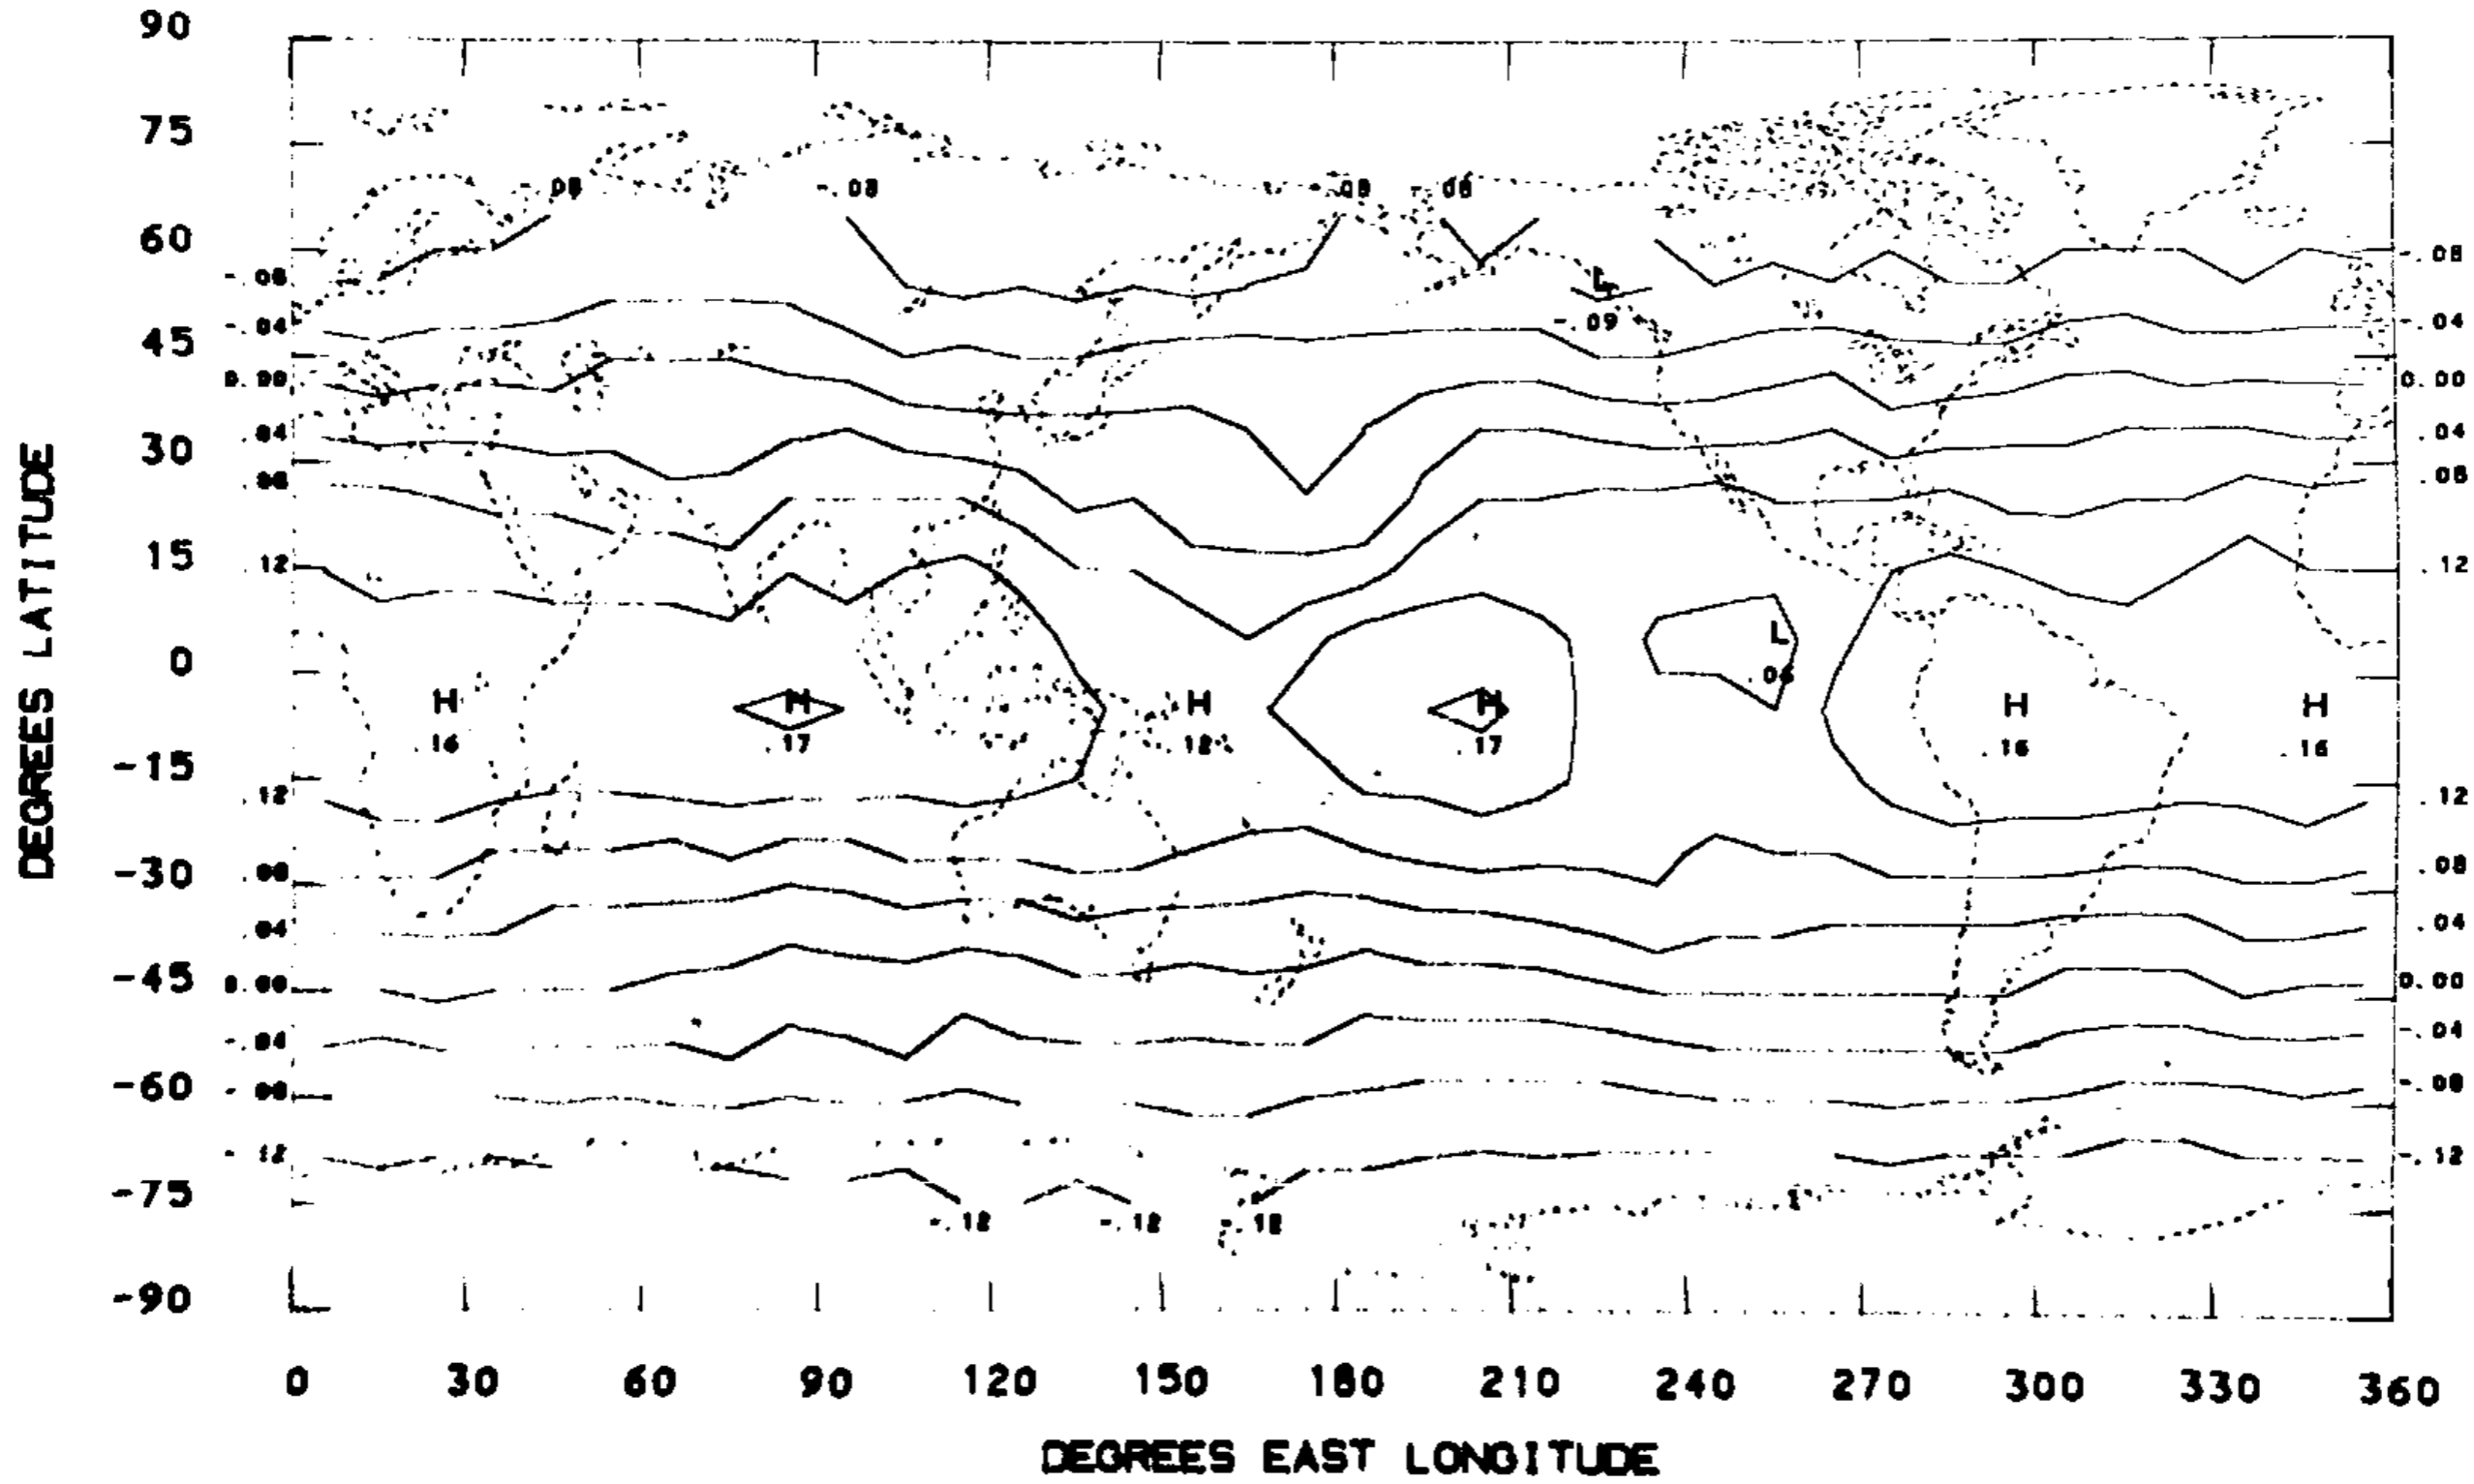 90
75
-.08 -.08 -.08 -.08
60
-.08 L -.08
-.04 -.09 -.04
45
0.00 0.00
.04 .04
30
.08 .08
15
.12 .12
L
0
.06
H H H H H H
.16 .17 .12 .17 .16 .16
-15
.12 .12
-30
.08 .08
.04 .04
-45
0.00 0.00
-.04 -.04
-60
-.08 -.08
-.12 -.12
-75
-.12 -.12 -.12
-90
0 30 60 90 120 150 180 210 240 270 300 330 360
DEGREES EAST LONGITUDE
DEGREES LATITUDE